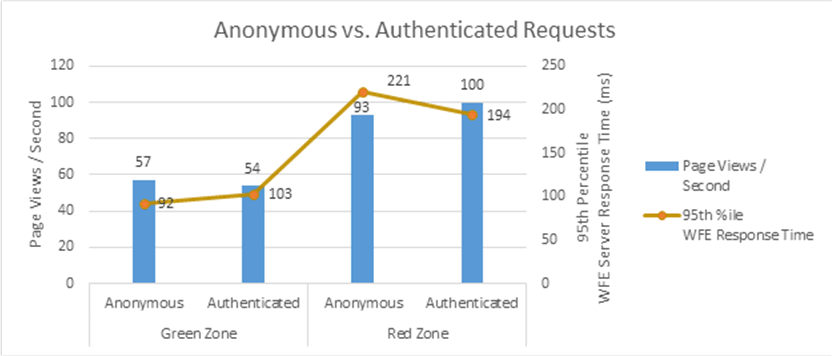 Anonymous vs. Authenticated Requests
Page Views / Second
120
100
80
60
40
20
0
57
54
93
100
92
103
221
194
250
200
150
100
50
0
95th Percentile
WFE Server Response Time (ms)
Anonymous
Authenticated
Anonymous
Authenticated
Green Zone
Red Zone
Page Views /
Second
95th %ile
WFE Response Time